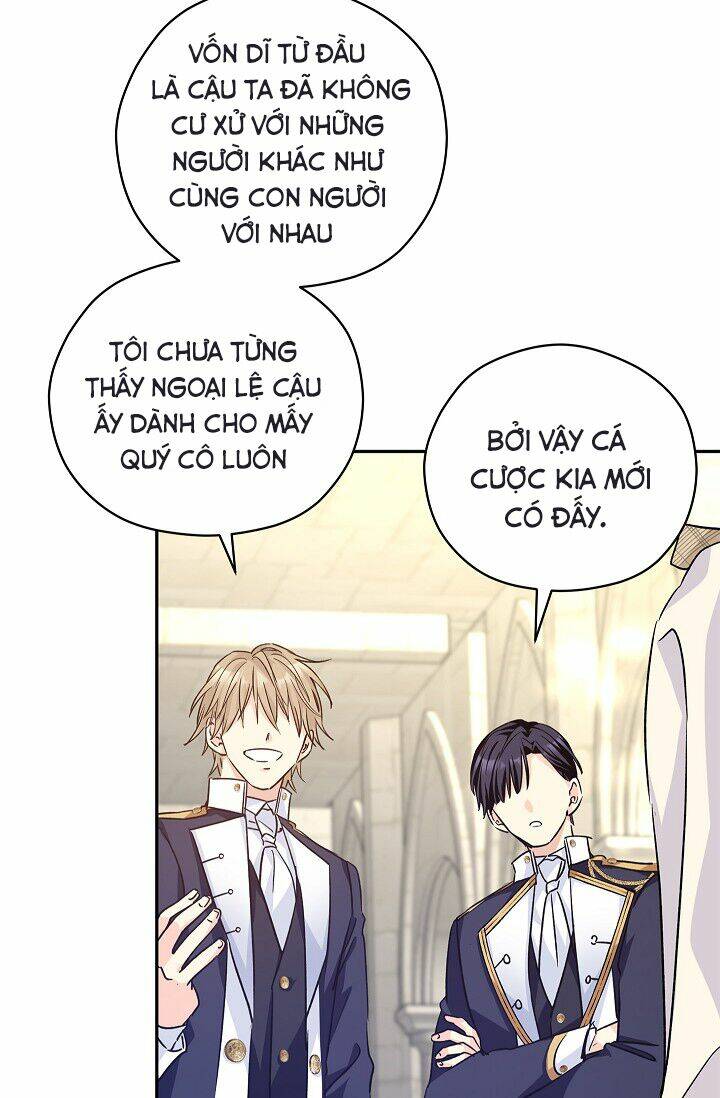 VỐN DĨ TỪ ĐẦU
LÀ CẬU TA ĐÃ KHÔNG
CƯ XỬ VỚI NHỮNG
NGƯỜI KHÁC NHƯ
CÙNG CON NGƯỜI
VỚI NHAU
TÔI CHƯA TỪNG
THẤY NGOẠI LỆ CẬU
ẤY DÀNH CHO MẤY
QUÝ CÔ LUÔN
BỞI VẬY CÁ
CƯỢC KIA MỚI
CÓ ĐẤY.